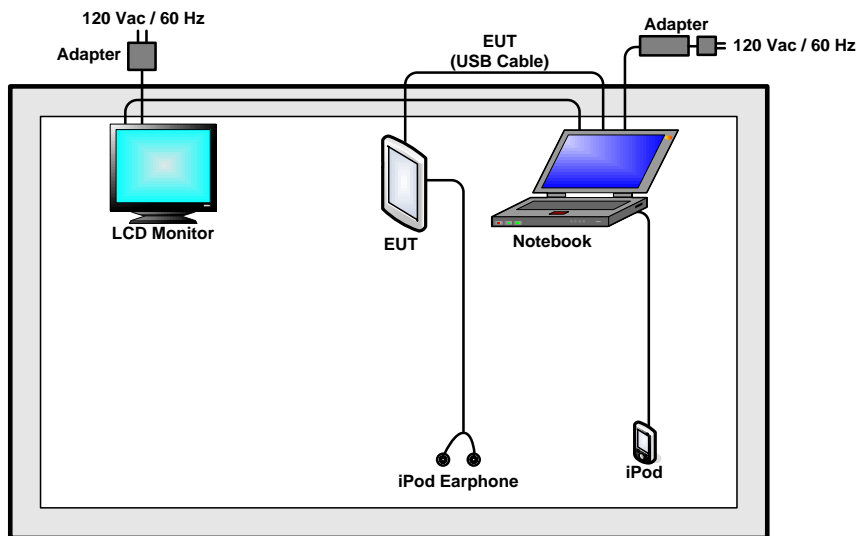 120 Vac / 60 Hz
Adapter
EUT
(USB Cable)
Adapter
120 Vac / 60 Hz
LCD Monitor
EUT
Notebook
iPod Earphone
iPod